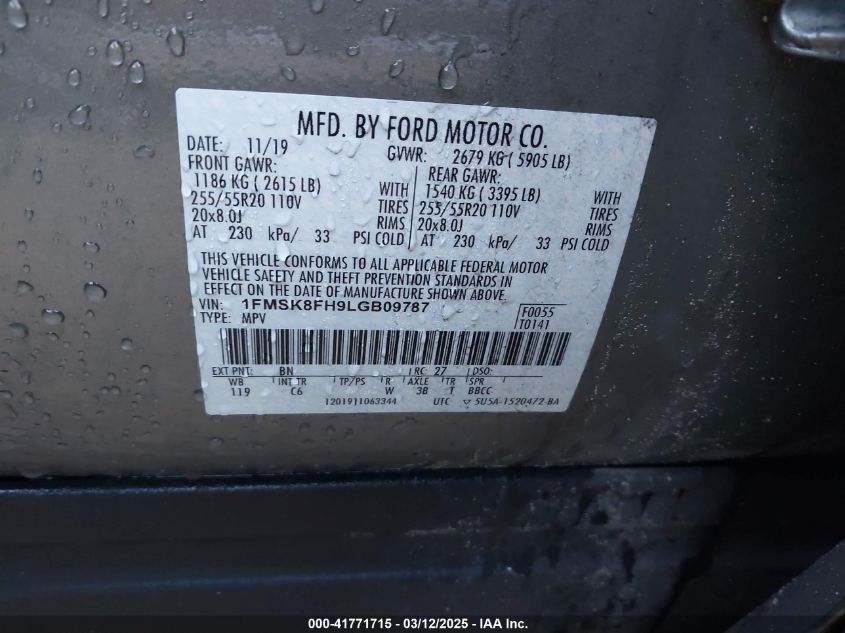 MFD. BY FORD MOTOR CO.
DATE: 11/19 GVWR: 2679 KG ( 5905 LB)
FRONT GAWR: REAR GAWR:
1186 KG ( 2615 LB) WITH 1540 KG ( 3395 LB) WITH
255/55R20 110V TIRES 255/55R20 110V TIRES
20x8.0J RIMS 20x8.0J RIMS
AT 230 kPa/ 33 PSI COLD AT 230 kPa/ 33 PSI COLD
THIS VEHICLE CONFORMS TO ALL APPLICABLE FEDERAL MOTOR
VEHICLE SAFETY AND THEFT PREVENTION STANDARDS IN
EFFECT ON THE DATE OF MANUFACTURE SHOWN ABOVE.
VIN: 1FMSK8FH9LGB09787 F0055
TYPE: MPV T0141
EXT PNT: BN RC: 27 DSO:
WB INT TR TP/PS R AXLE TR SPR
119 C6 W 3B T BBCC
1201911063344 UTC ▽ 5U5A-1520472-BA
000-41771715 - 03/12/2025 - IAA Inc.